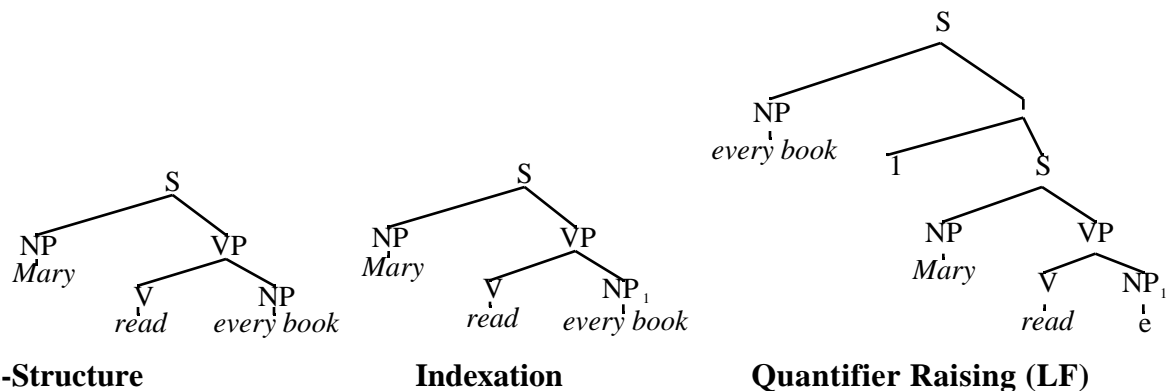 S
NP
every book
1
S
S
S
NP
VP
NP
VP
NP
VP
Mary
Mary
Mary
V
NP
V
NP1
V
NP1
read
every book
read
every book
read
e
-Structure
Indexation
Quantifier Raising (LF)